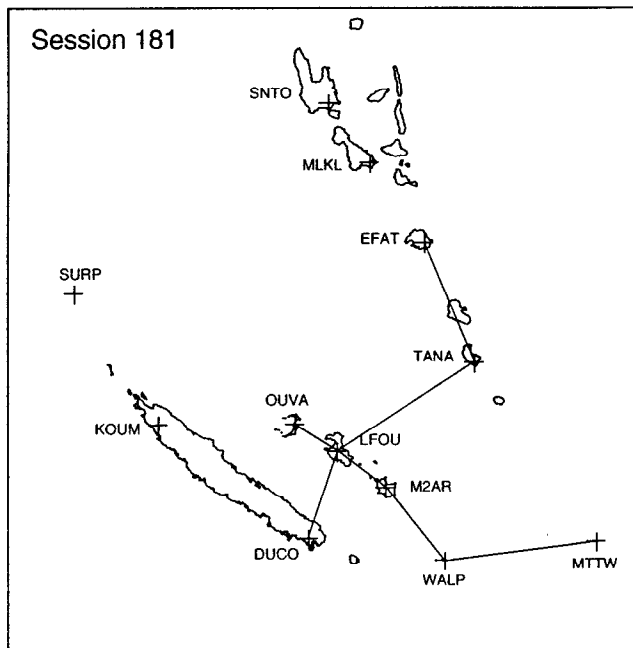 Session 181
SNTO
MLKL
EFAT
SURP
TANA
OUVA
KOUM
LFOU
M2AR
DUCO
WALP
MTTW